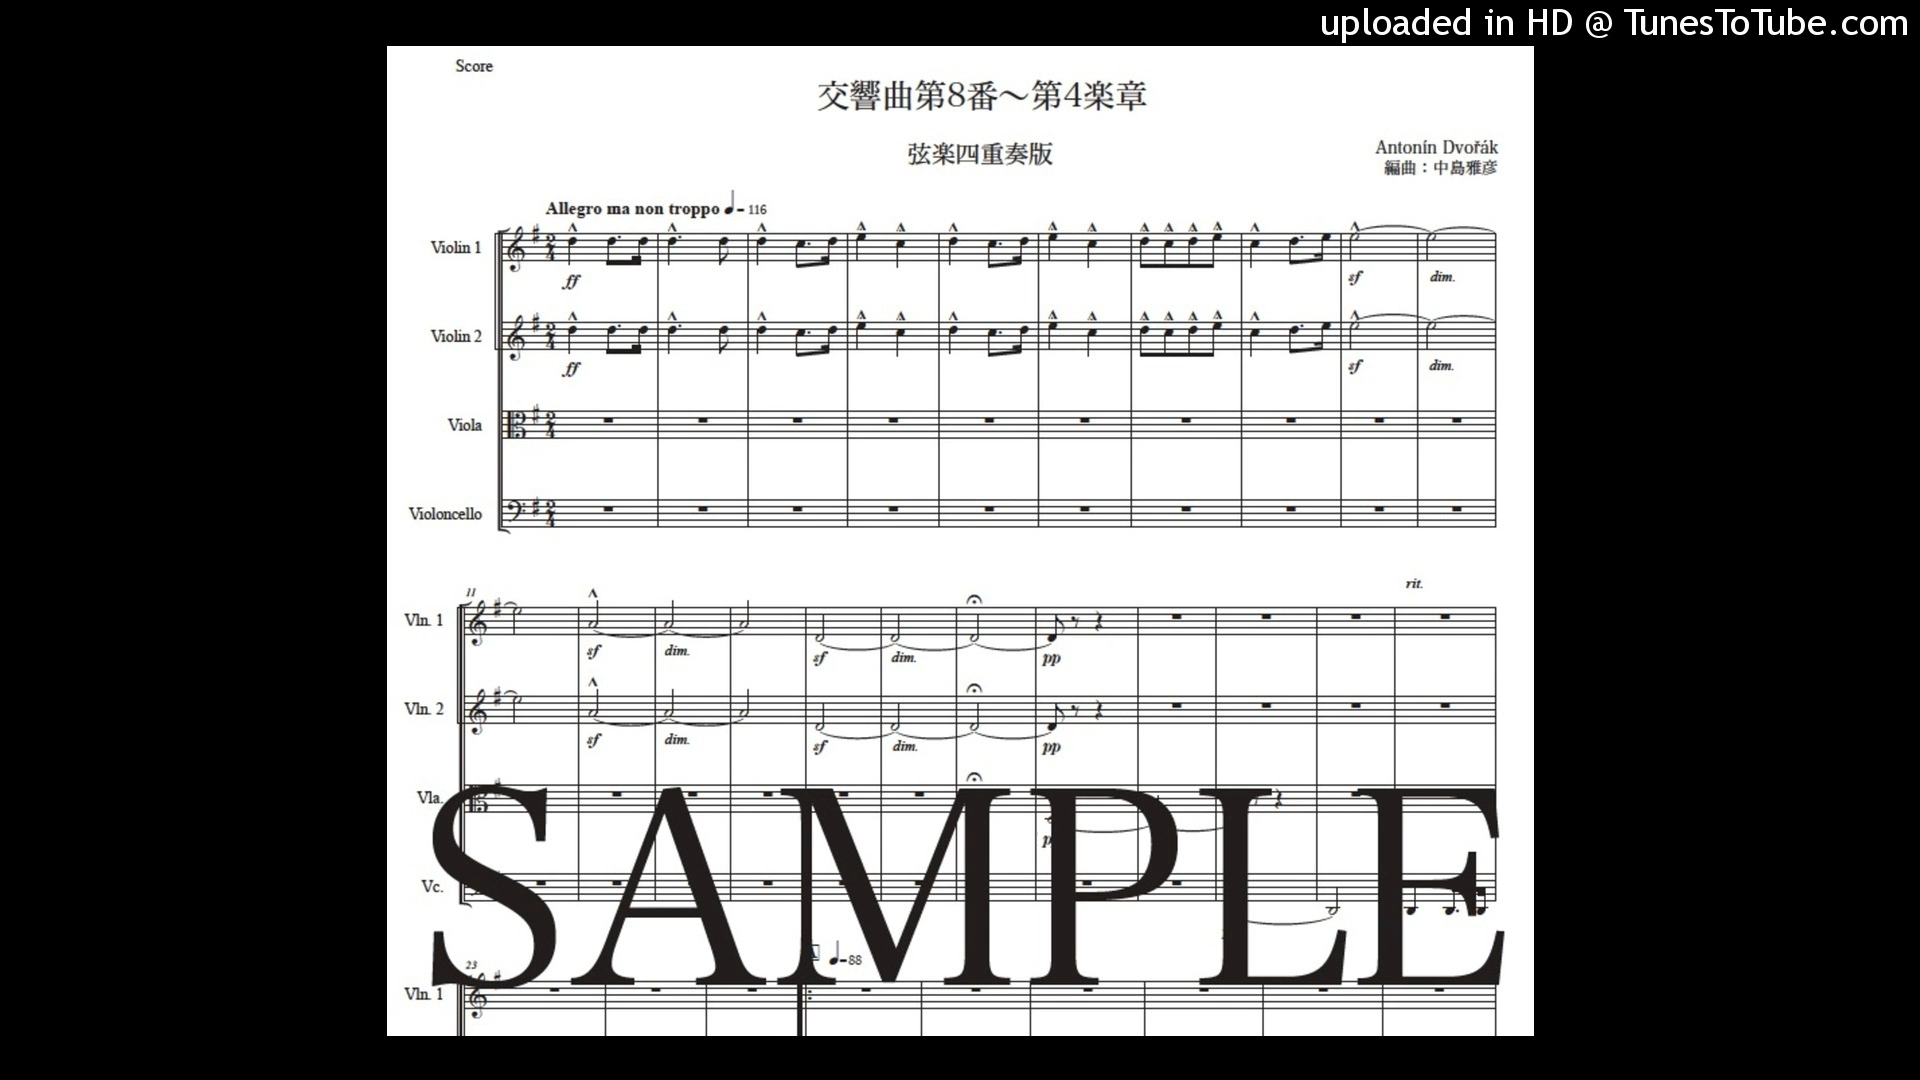 uploaded in HD @ TunesToTube.com
Score
交響曲第8番～第4楽章
弦楽四重奏版
Antonín Dvořák
編曲：中島雅彦
Allegro ma non troppo ♩= 116
Violin 1
ff
sf
dim.
Violin 2
ff
sf
dim.
Viola
Violoncello
11
rit.
Vln. 1
sf
dim.
sf
dim.
pp
Vln. 2
sf
dim.
sf
dim.
pp
Vla.
Vc.
SAMPLE
23
♩=88
Vln. 1